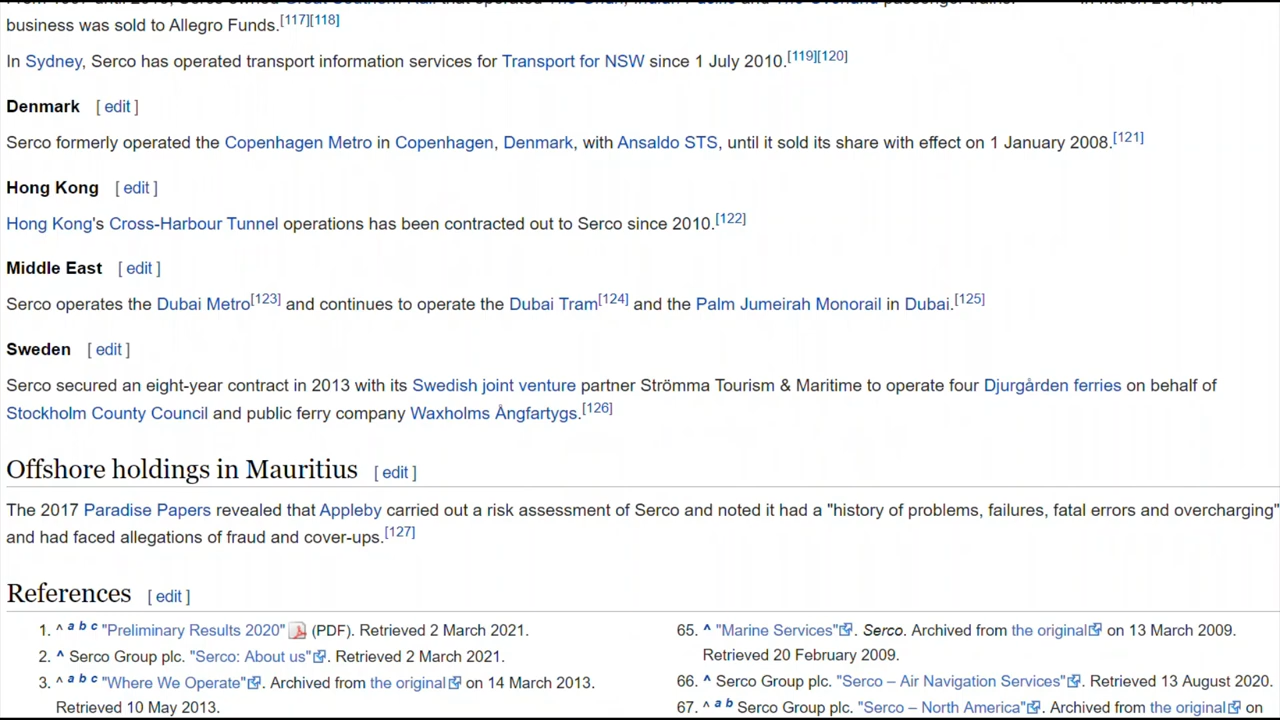 business was sold to Allegro Funds.[117][118]
In Sydney, Serco has operated transport information services for Transport for NSW since 1 July 2010.[119][120]
Denmark [ edit ]
Serco formerly operated the Copenhagen Metro in Copenhagen, Denmark, with Ansaldo STS, until it sold its share with effect on 1 January 2008.[121]
Hong Kong [ edit ]
Hong Kong's Cross-Harbour Tunnel operations has been contracted out to Serco since 2010.[122]
Middle East [ edit ]
Serco operates the Dubai Metro[123] and continues to operate the Dubai Tram[124] and the Palm Jumeirah Monorail in Dubai.[125]
Sweden [ edit ]
Serco secured an eight-year contract in 2013 with its Swedish joint venture partner Strömma Tourism & Maritime to operate four Djurgården ferries on behalf of
Stockholm County Council and public ferry company Waxholms Ångfartygs.[126]
Offshore holdings in Mauritius [ edit ]
The 2017 Paradise Papers revealed that Appleby carried out a risk assessment of Serco and noted it had a "history of problems, failures, fatal errors and overcharging"
and had faced allegations of fraud and cover-ups.[127]
References [ edit ]
1. ^ a b c "Preliminary Results 2020" (PDF). Retrieved 2 March 2021.
2. ^ Serco Group plc. "Serco: About us". Retrieved 2 March 2021.
3. ^ a b c "Where We Operate". Archived from the original on 14 March 2013.
Retrieved 10 May 2013.
65. ^ "Marine Services". Serco. Archived from the original on 13 March 2009.
Retrieved 20 February 2009.
66. ^ Serco Group plc. "Serco – Air Navigation Services". Retrieved 13 August 2020.
67. ^ a b Serco Group plc. "Serco – North America". Archived from the original on